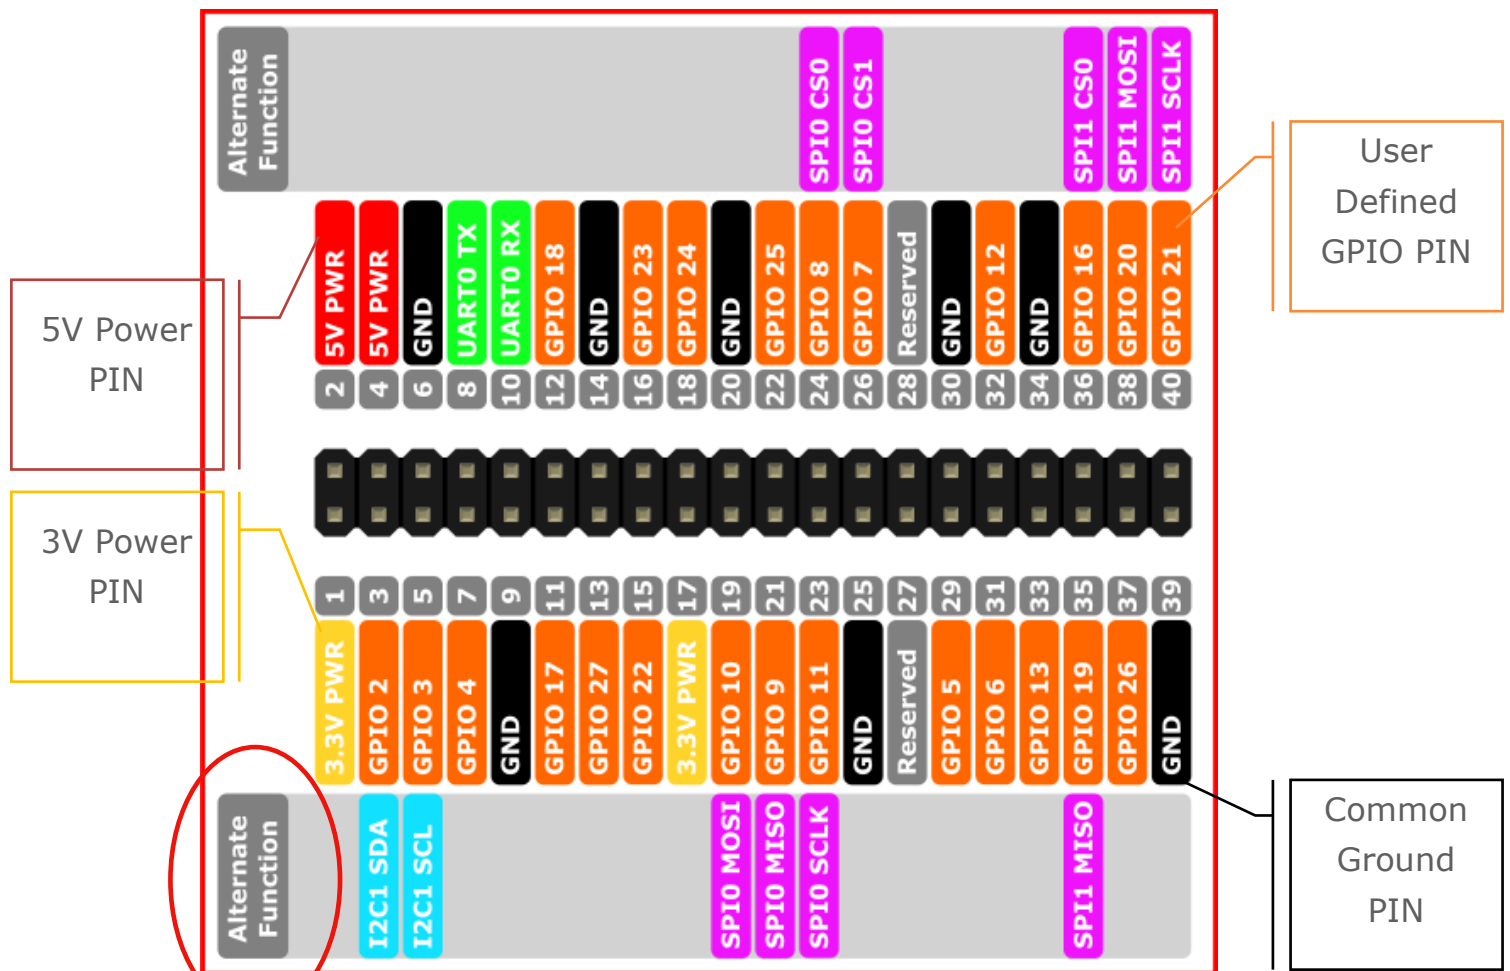 Alternate
Function
SPI0 CS0
SPI0 CS1
SPI1 CS0
SPI1 MOSI
SPI1 SCLK
User
Defined
GPIO PIN
5V Power
PIN
5V PWR
5V PWR
GND
UART0 TX
UART0 RX
GPIO 18
GND
GPIO 23
GPIO 24
GND
GPIO 25
GPIO 8
GPIO 7
Reserved
GND
GPIO 12
GND
GPIO 16
GPIO 20
GPIO 21
2
4
6
8
10
12
14
16
18
20
22
24
26
28
30
32
34
36
38
40
3V Power
PIN
1
3
5
7
9
11
13
15
17
19
21
23
25
27
29
31
33
35
37
39
3.3V PWR
GPIO 2
GPIO 3
GPIO 4
GND
GPIO 17
GPIO 27
GPIO 22
3.3V PWR
GPIO 10
GPIO 9
GPIO 11
GND
Reserved
GPIO 5
GPIO 6
GPIO 13
GPIO 19
GPIO 26
GND
Alternate
Function
I2C1 SDA
I2C1 SCL
SPI0 MOSI
SPI0 MISO
SPI0 SCLK
SPI1 MISO
Common
Ground
PIN